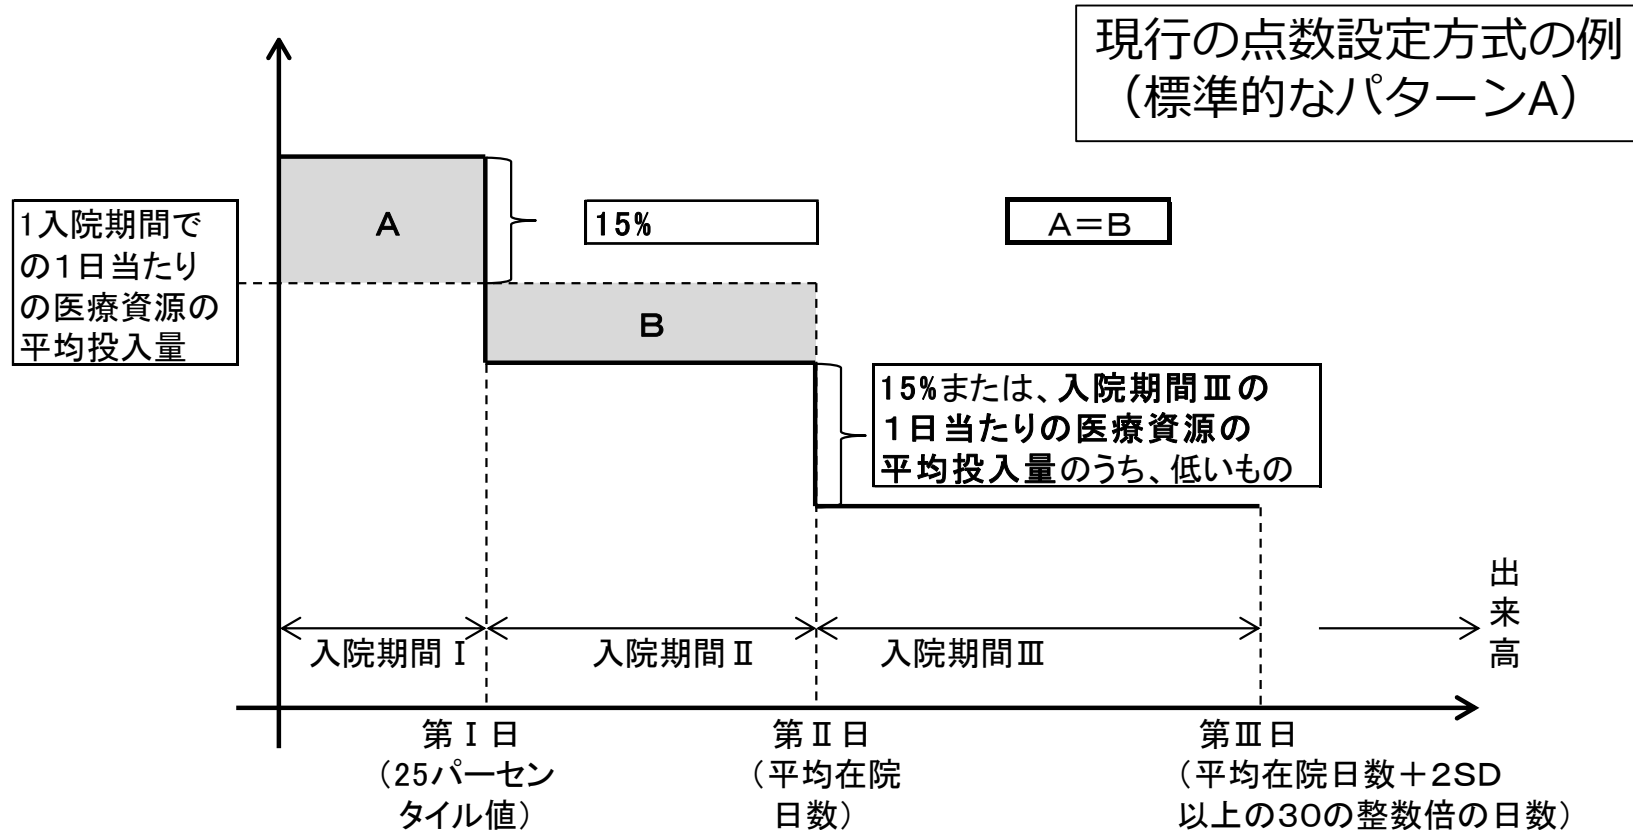 現行の点数設定方式の例
（標準的なパターンA）
1入院期間で
の1日当たり
の医療資源の
平均投入量
A
15%
A＝B
B
15%または、入院期間Ⅲの
1日当たりの医療資源の
平均投入量のうち、低いもの
出来高
入院期間Ⅰ
入院期間Ⅱ
入院期間Ⅲ
第Ⅰ日
（25パーセン
タイル値）
第Ⅱ日
（平均在院
日数）
第Ⅲ日
（平均在院日数＋2SD
以上の30の整数倍の日数）